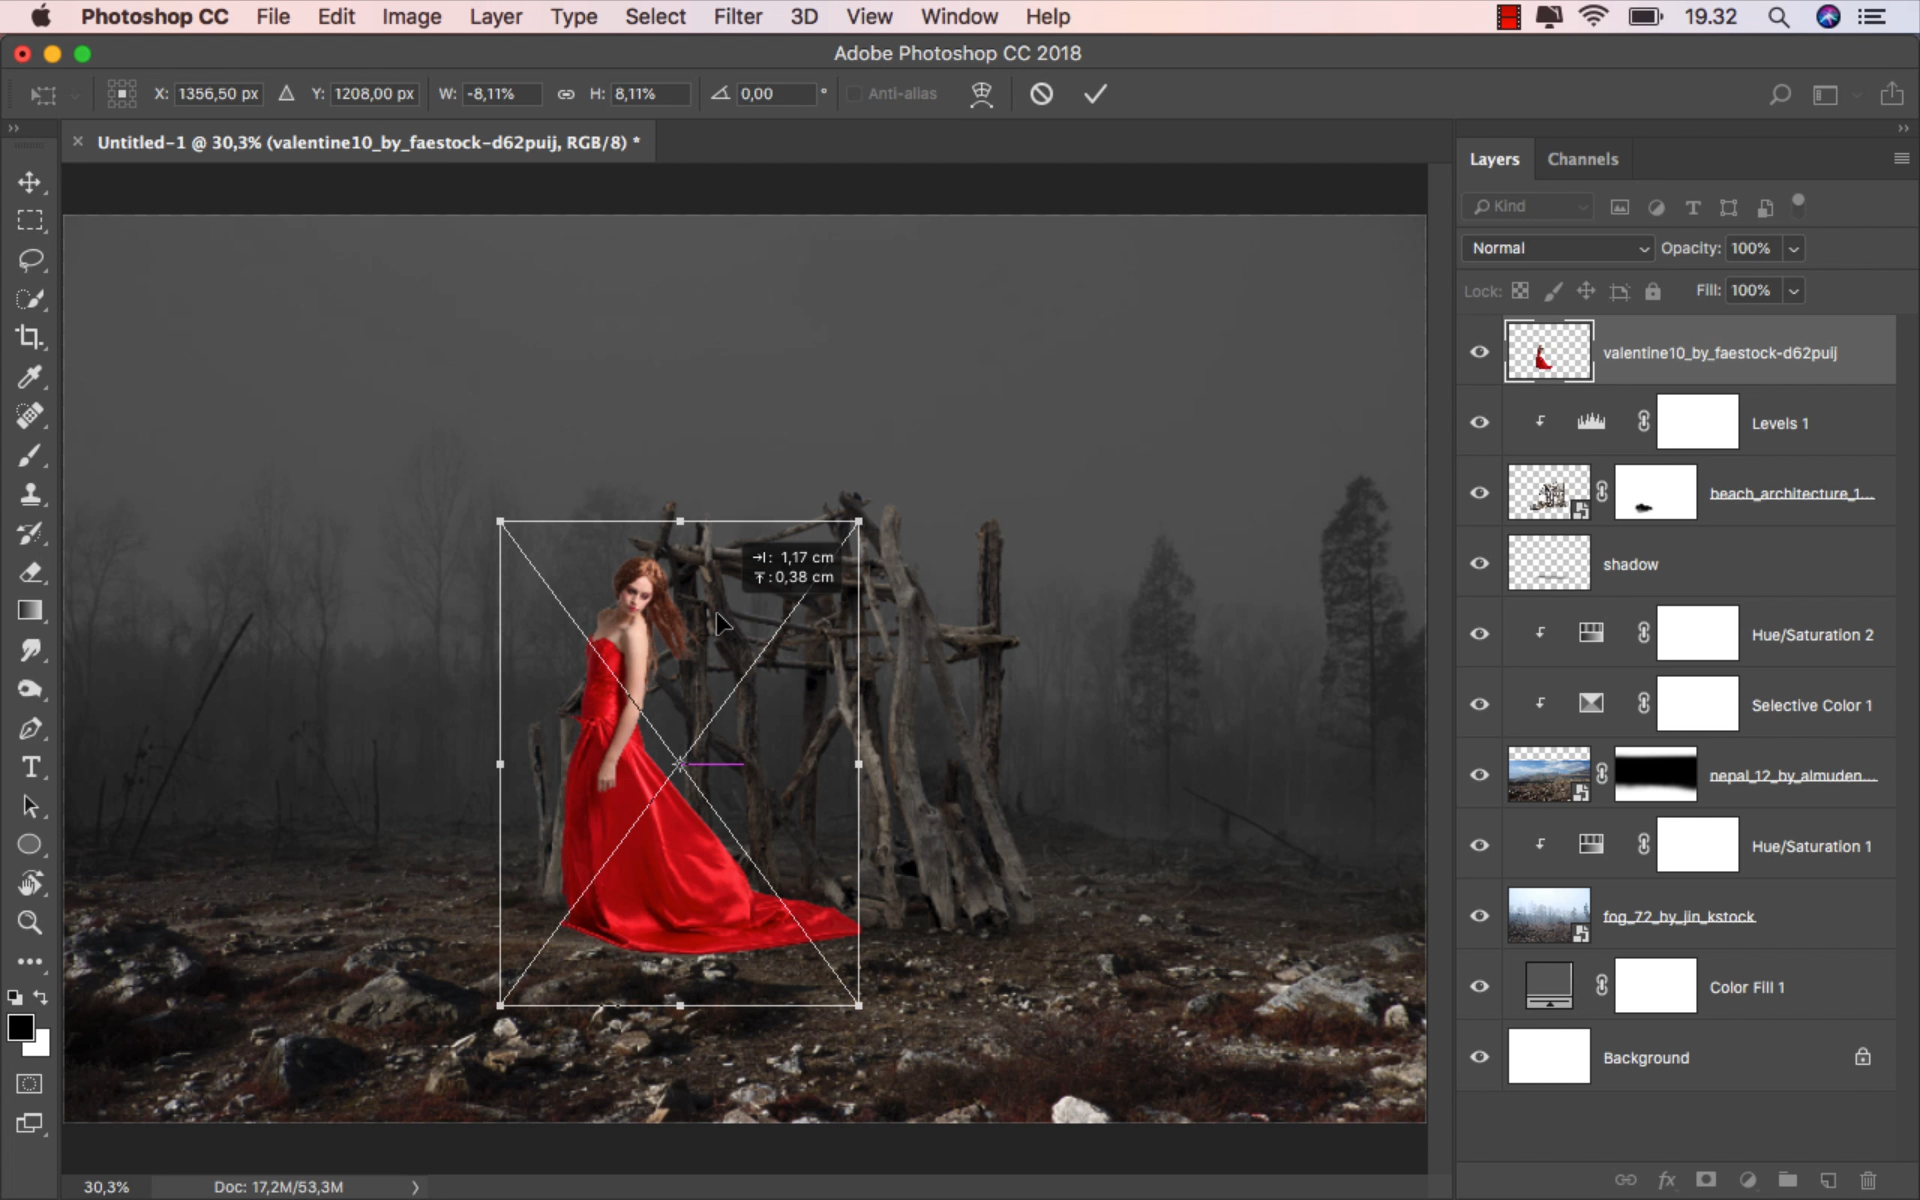 Photoshop CC File Edit Image Layer Type Select Filter 3D View Window Help 19.32
Adobe Photoshop CC 2018
X: 1356,50 px Y: 1208,00 px W: -8,11% H: 8,11% 0,00 ° Anti-alias
Untitled-1 @ 30,3% (valentine10_by_faestock-d62puij, RGB/8) *
Layers Channels
Kind
Normal Opacity: 100%
Lock: Fill: 100%
valentine10_by_faestock-d62puij
Levels 1
beach_architecture_1...
shadow
Hue/Saturation 2
Selective Color 1
nepal_12_by_almuden...
Hue/Saturation 1
fog_72_by_jin_kstock
Color Fill 1
Background
1,17 cm
0,38 cm
30,3% Doc: 17,2M/53,3M